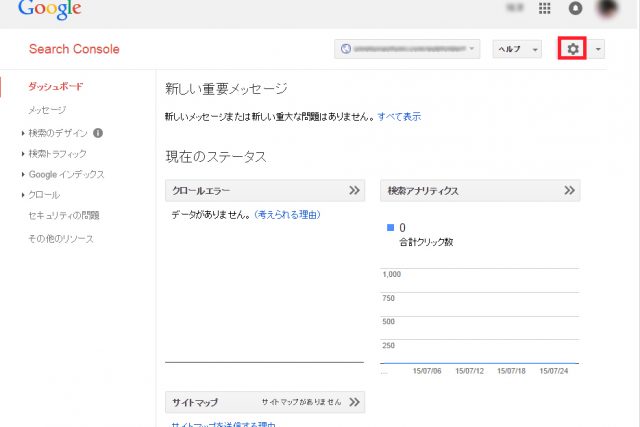 Google
Search Console
ヘルプ
ダッシュボード
メッセージ
検索のデザイン
検索トラフィック
Google インデックス
クロール
セキュリティの問題
その他のリソース
新しい重要メッセージ
新しいメッセージまたは新しい重大な問題はありません。 すべて表示
現在のステータス
クロールエラー
データがありません。 (考えられる理由)
検索アナリティクス
0
合計クリック数
1,000
750
500
250
... 15/07/06 15/07/12 15/07/18 15/07/24
サイトマップ サイトマップがありません
サイトマップを送信する理由